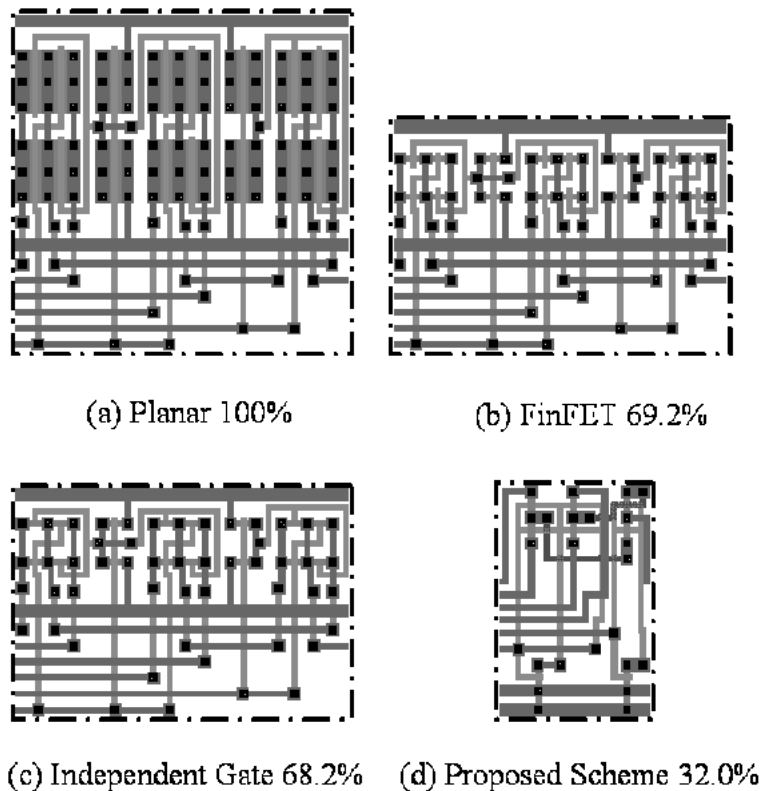 (a) Planar 100%
(b) FinFET 69.2%
(c) Independent Gate 68.2%
(d) Proposed Scheme 32.0%